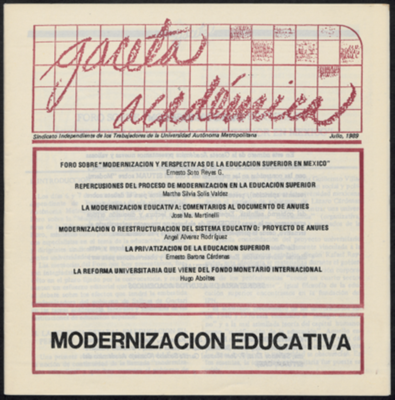 gaceta
académica
Sindicato Independiente de los Trabajadores de la Universidad Autónoma Metropolitana
Julio, 1989
FORO SOBRE "MODERNIZACION Y PERSPECTIVAS DE LA EDUCACION SUPERIOR EN MEXICO"
Ernesto Soto Reyes G.
REPERCUSIONES DEL PROCESO DE MODERNIZACION EN LA EDUCACION SUPERIOR
Martha Silvia Solis Valdez
LA MODERNIZACION EDUCATIVA: COMENTARIOS AL DOCUMENTO DE ANUIES
Jose Ma. Martinelli
MODERNIZACION O REESTRUCTURACION DEL SISTEMA EDUCATIVO: PROYECTO DE ANUIES
Angel Alvarez Rodríguez
LA PRIVATIZACION DE LA EDUCACION SUPERIOR
Ernesto Bartona Cárdenas
LA REFORMA UNIVERSITARIA QUE VIENE DEL FONDO MONETARIO INTERNACIONAL
Hugo Aboites
MODERNIZACION EDUCATIVA